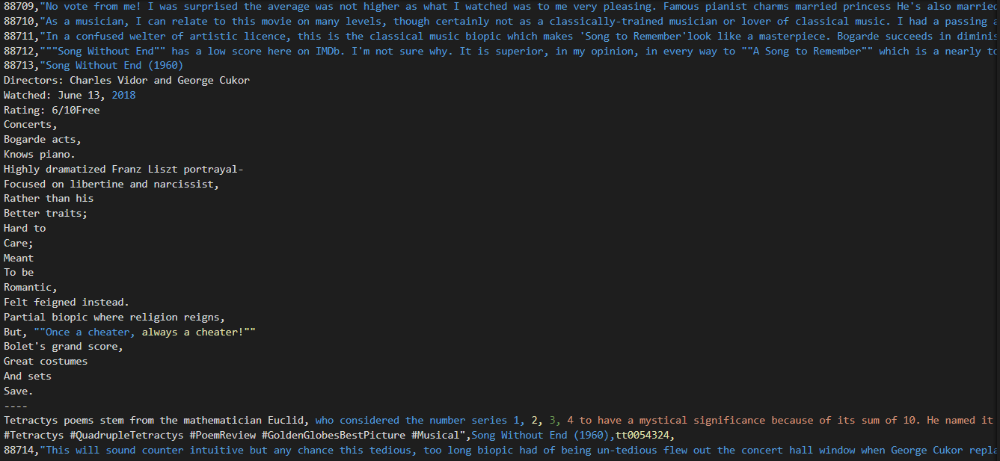 88709,"No vote from me! I was surprised the average was not higher as what I watched was to me very pleasing. Famous pianist charms married princess He's also married
88710,"As a musician, I can relate to this movie on many levels, though certainly not as a classically-trained musician or lover of classical music. I had a passing
88711,"In a confused welter of artistic licence, this is the classical music biopic which makes 'Song to Remember'look like a masterpiece. Bogarde succeeds in
88712,"""Song Without End"" has a low score here on IMDb. I'm not sure why. It is superior, in my opinion, in every way to ""A Song to Remember"" which is a nearly
88713,"Song Without End (1960)
Directors: Charles Vidor and George Cukor
Watched: June 13, 2018
Rating: 6/10Free
Concerts,
Bogarde acts,
Knows piano.
Highly dramatized Franz Liszt portrayal-
Focused on libertine and narcissist,
Rather than his
Better traits;
Hard to
Care;
Meant
To be
Romantic,
Felt feigned instead.
Partial biopic where religion reigns,
But, ""Once a cheater, always a cheater!""
Bolet's grand score,
Great costumes
And sets
Save.
----
Tetractys poems stem from the mathematician Euclid, who considered the number series 1, 2, 3, 4 to have a mystical significance because of its sum of 10. He named it
#Tetractys #QuadrupleTetractys #PoemReview #GoldenGlobesBestPicture #Musical",Song Without End (1960),tt0054324,
88714,"This will sound counter intuitive but any chance this tedious, too long biopic had of being un-tedious flew out the concert hall window when George Cukor